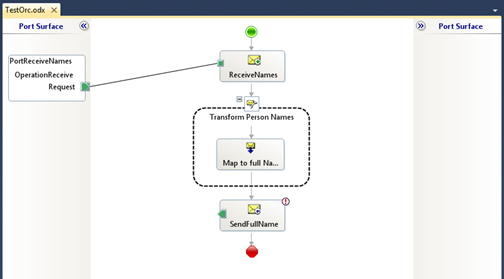 TestOrc.odx
Port Surface
Port Surface
PortReceiveNames
OperationReceive
Request
ReceiveNames
Transform Person Names
Map to full Na...
SendFullName